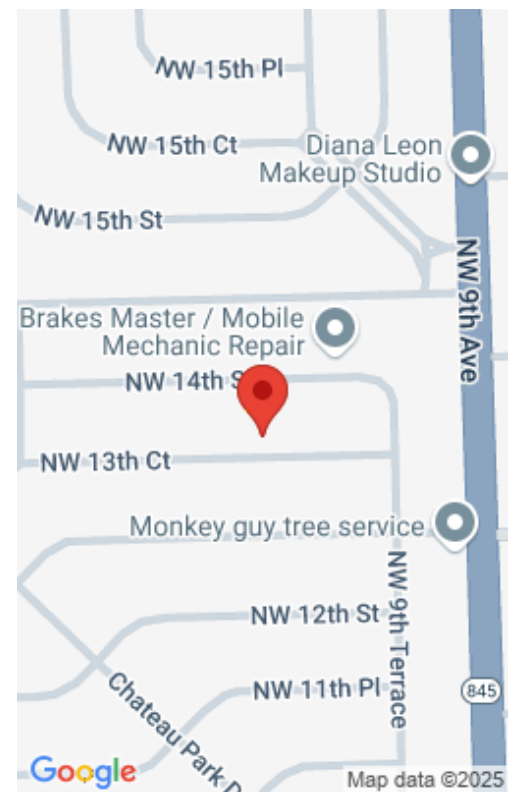 NW 15th Pl
NW 15th Ct
Diana Leon
Makeup Studio
NW 15th St
NW 9th Ave
Brakes Master / Mobile
Mechanic Repair
NW 14th S
NW 13th Ct
Monkey guy tree service
NW 9th Terrace
NW 12th St
NW 11th Pl
845
Chateau Park D
Google
Map data ©2025